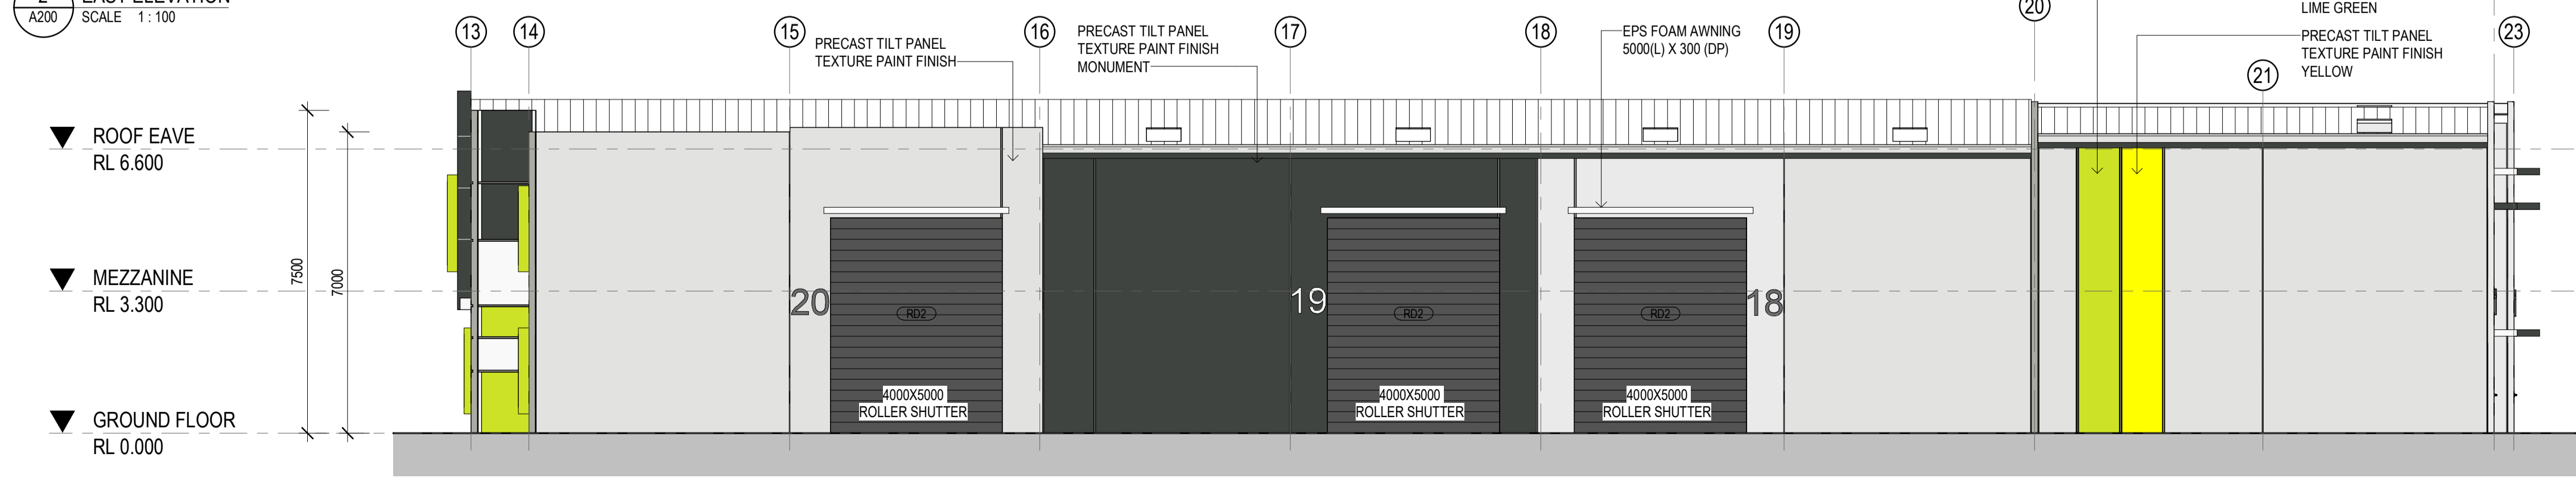 2
EAST ELEVATION
A200
SCALE 1 : 100
13
14
15
16
17
18
19
20
21
23
PRECAST TILT PANEL
TEXTURE PAINT FINISH
PRECAST TILT PANEL
TEXTURE PAINT FINISH
MONUMENT
EPS FOAM AWNING
5000(L) X 300 (DP)
LIME GREEN
PRECAST TILT PANEL
TEXTURE PAINT FINISH
YELLOW
ROOF EAVE
RL 6.600
MEZZANINE
RL 3.300
GROUND FLOOR
RL 0.000
7500
7000
20
RD2
4000X5000
ROLLER SHUTTER
19
RD2
4000X5000
ROLLER SHUTTER
RD2
18
4000X5000
ROLLER SHUTTER